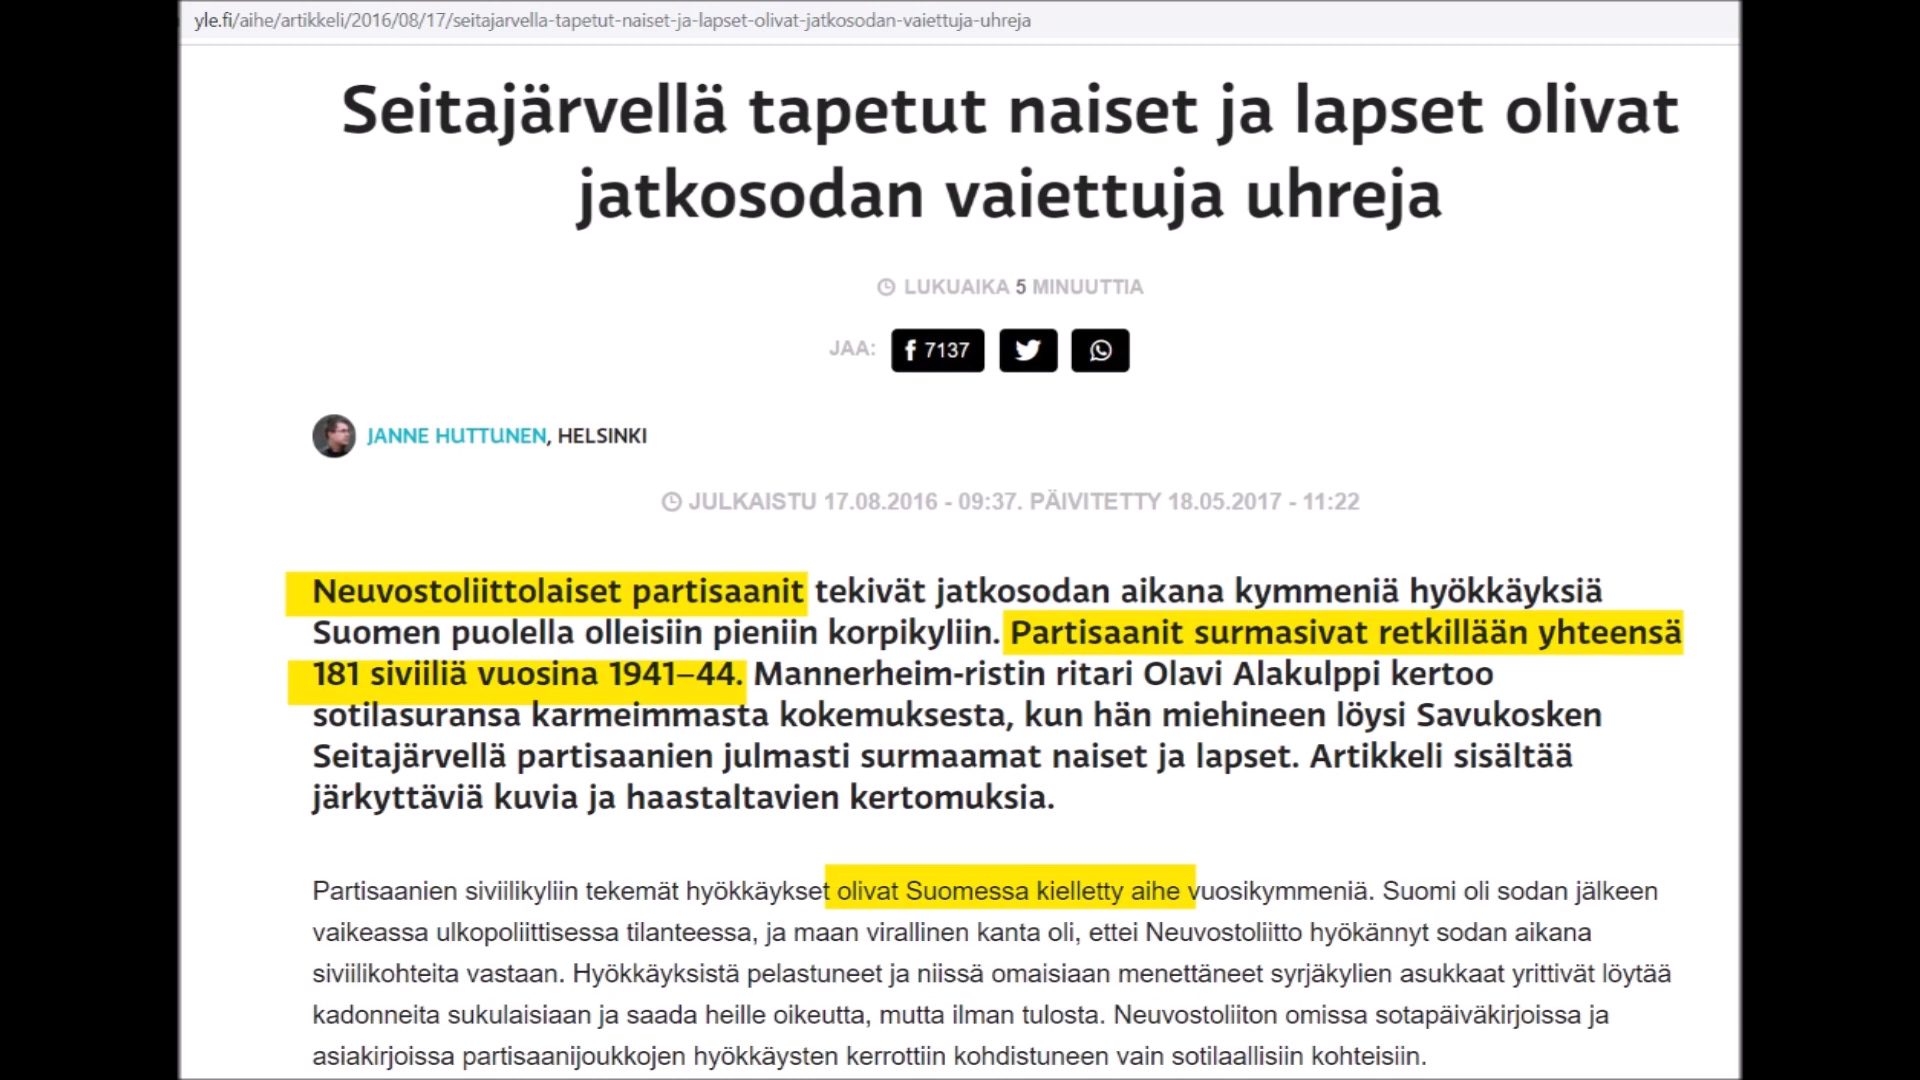 yle.fi/aihe/artikkeli/2016/08/17/seitajarvella-tapetut-naiset-ja-lapset-olivat-jatkosodan-vaiettuja-uhreja
Seitajärvellä tapetut naiset ja lapset olivat
jatkosodan vaiettuja uhreja
LUKUAIKA 5 MINUUTTIA
JAA: f 7137
JANNE HUTTUNEN, HELSINKI
JULKAISTU 17.08.2016 - 09:37. PÄIVITETTY 18.05.2017 - 11:22
Neuvostoliittolaiset partisaanit tekivät jatkosodan aikana kymmeniä hyökkäyksiä
Suomen puolella olleisiin pieniin korpikyliin. Partisaanit surmasivat retkillään yhteensä
181 siviiliä vuosina 1941–44. Mannerheim-ristin ritari Olavi Alakulppi kertoo
sotilasuransa karmeimmasta kokemuksesta, kun hän miehineen löysi Savukosken
Seitajärvellä partisaanien julmasti surmaamat naiset ja lapset. Artikkeli sisältää
järkyttäviä kuvia ja haastaltavien kertomuksia.
Partisaanien siviilikyliin tekemät hyökkäykset olivat Suomessa kielletty aihe vuosikymmeniä. Suomi oli sodan jälkeen
vaikeassa ulkopoliittisessa tilanteessa, ja maan virallinen kanta oli, ettei Neuvostoliitto hyökännyt sodan aikana
siviilikohteita vastaan. Hyökkäyksistä pelastuneet ja niissä omaisiaan menettäneet syrjäkylien asukkaat yrittivät löytää
kadonneita sukulaisiaan ja saada heille oikeutta, mutta ilman tulosta. Neuvostoliiton omissa sotapäiväkirjoissa ja
asiakirjoissa partisaanijoukkojen hyökkäysten kerrottiin kohdistuneen vain sotilaallisiin kohteisiin.